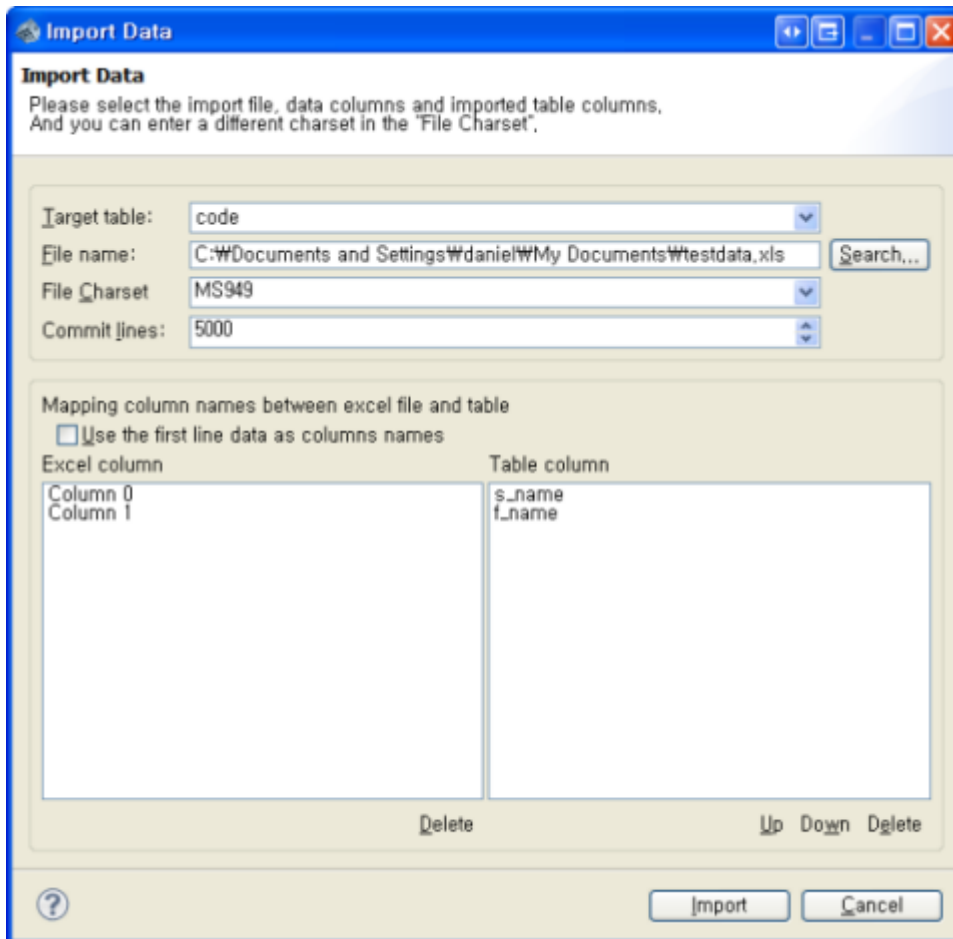 Import Data
Import Data
Please select the import file, data columns and imported table columns,
And you can enter a different charset in the "File Charset",
Target table: code
File name: C:₩Documents and Settings₩daniel₩My Documents₩testdata,xls Search,,,
File Charset MS949
Commit lines: 5000
Mapping column names between excel file and table
Use the first line data as columns names
Excel column Table column
Column 0 s_name
Column 1 f_name
Delete Up Down Delete
? Import Cancel